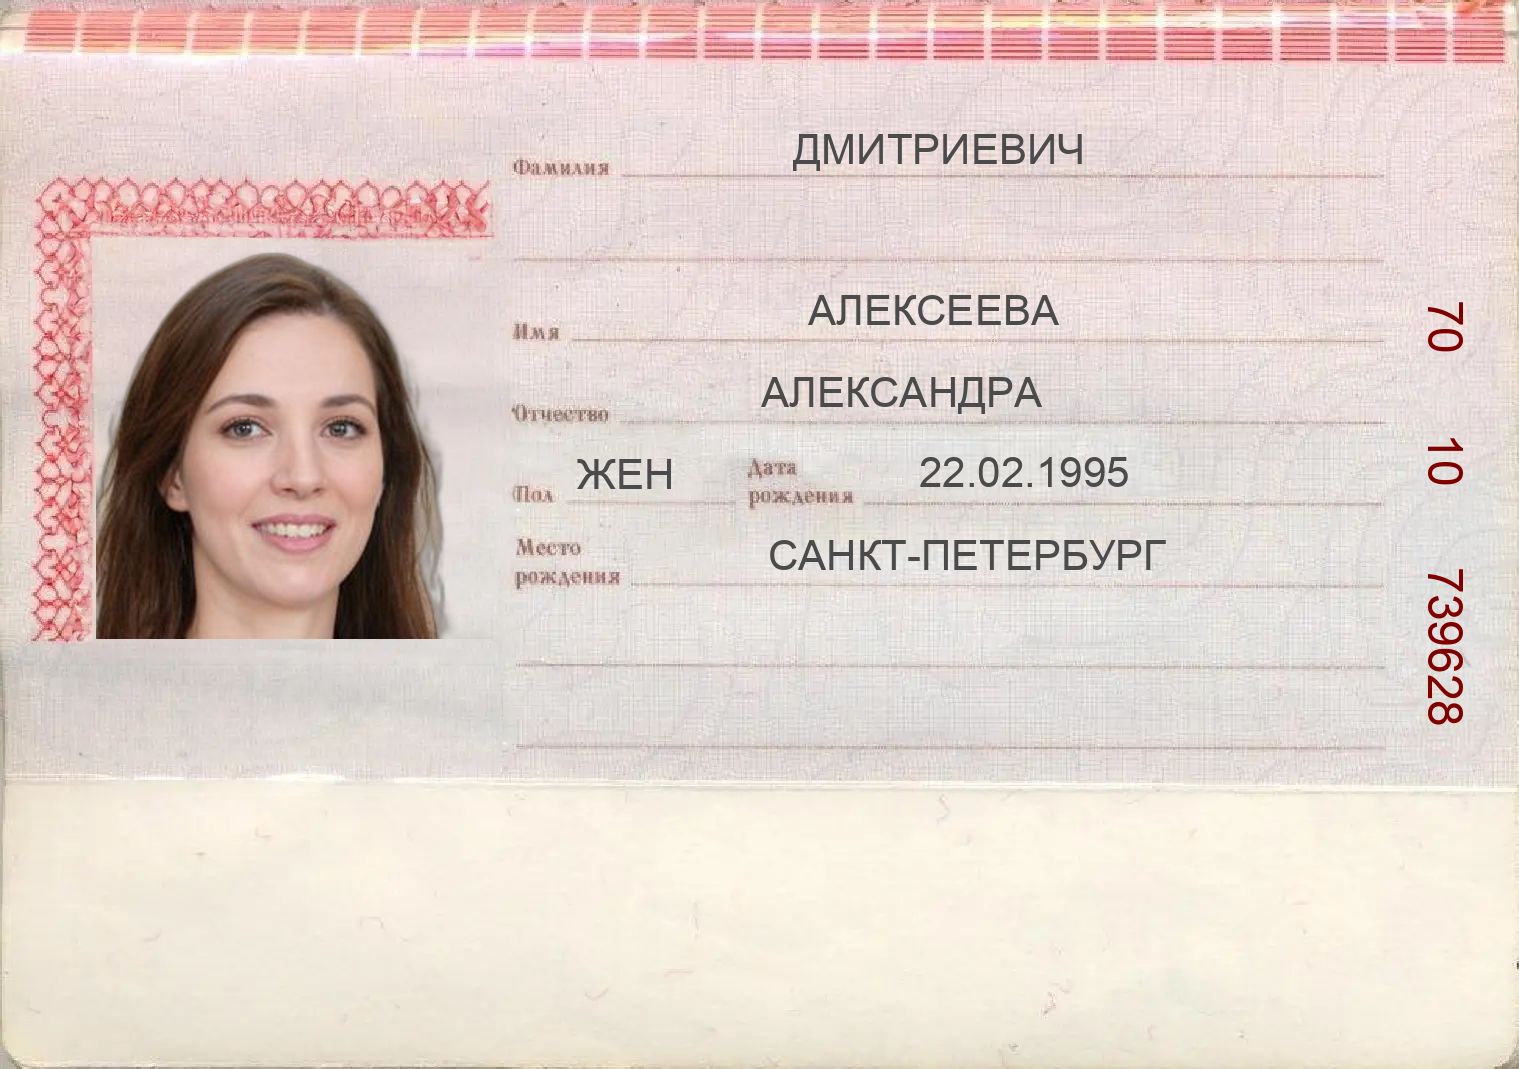 Фамилия ДМИТРИЕВИЧ
Имя АЛЕКСЕЕВА
Отчество АЛЕКСАНДРА
Пол ЖЕН Дата рождения 22.02.1995
Место рождения САНКТ-ПЕТЕРБУРГ
70 10 739628